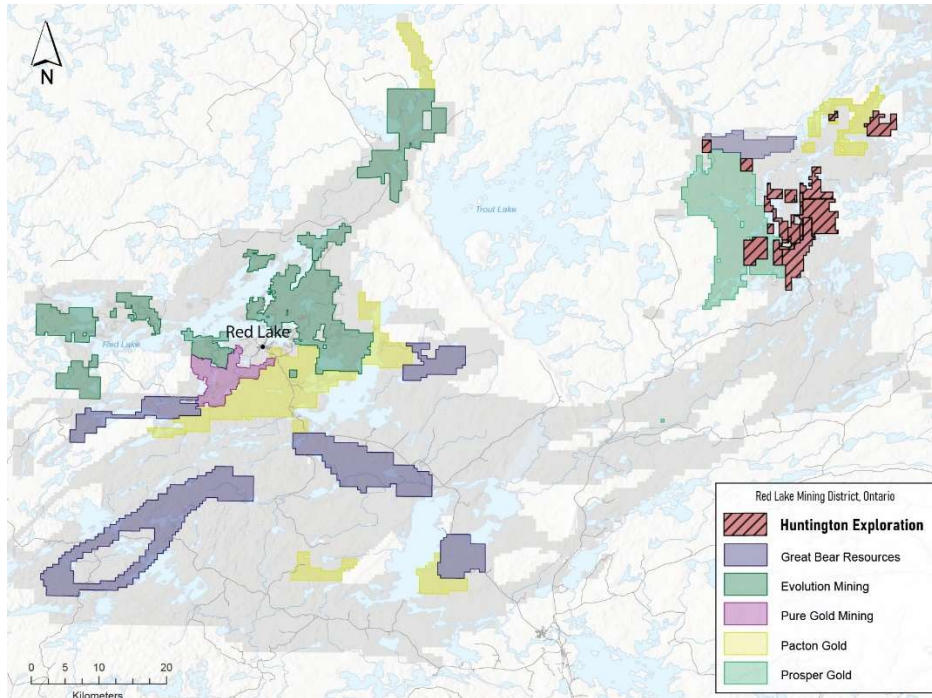 N
Trout Lake
Red Lake
Red Lake
Red Lake Mining District, Ontario
Huntington Exploration
Great Bear Resources
Evolution Mining
Pure Gold Mining
Pacton Gold
Prosper Gold
0 5 10 20
Kilometers